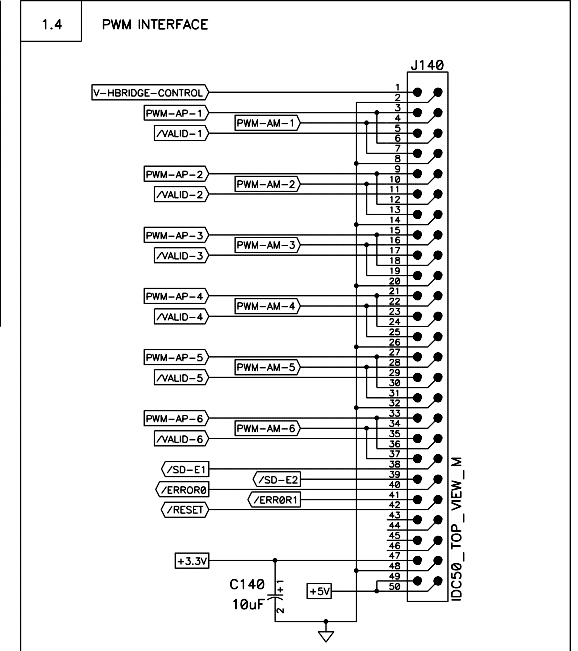 1.4 PWM INTERFACE
J140
V-HBRIDGE-CONTROL 1
2
PWM-AP-1 3
PWM-AM-1 4
/VALID-1 5
6
7
8
PWM-AP-2 9
PWM-AM-2 10
/VALID-2 11
12
13
14
PWM-AP-3 15
PWM-AM-3 16
/VALID-3 17
18
19
20
PWM-AP-4 21
PWM-AM-4 22
/VALID-4 23
24
25
26
PWM-AP-5 27
PWM-AM-5 28
/VALID-5 29
30
31
32
PWM-AP-6 33
PWM-AM-6 34
/VALID-6 35
36
37
/SD-E1 38
/SD-E2 39
/ERROR0 40
/ERROR1 41
/RESET 42
43
44
45
46
+3.3V 47
48
49
+5V 50
C140
10uF
+1
2
IDC50_TOP_VIEW_M